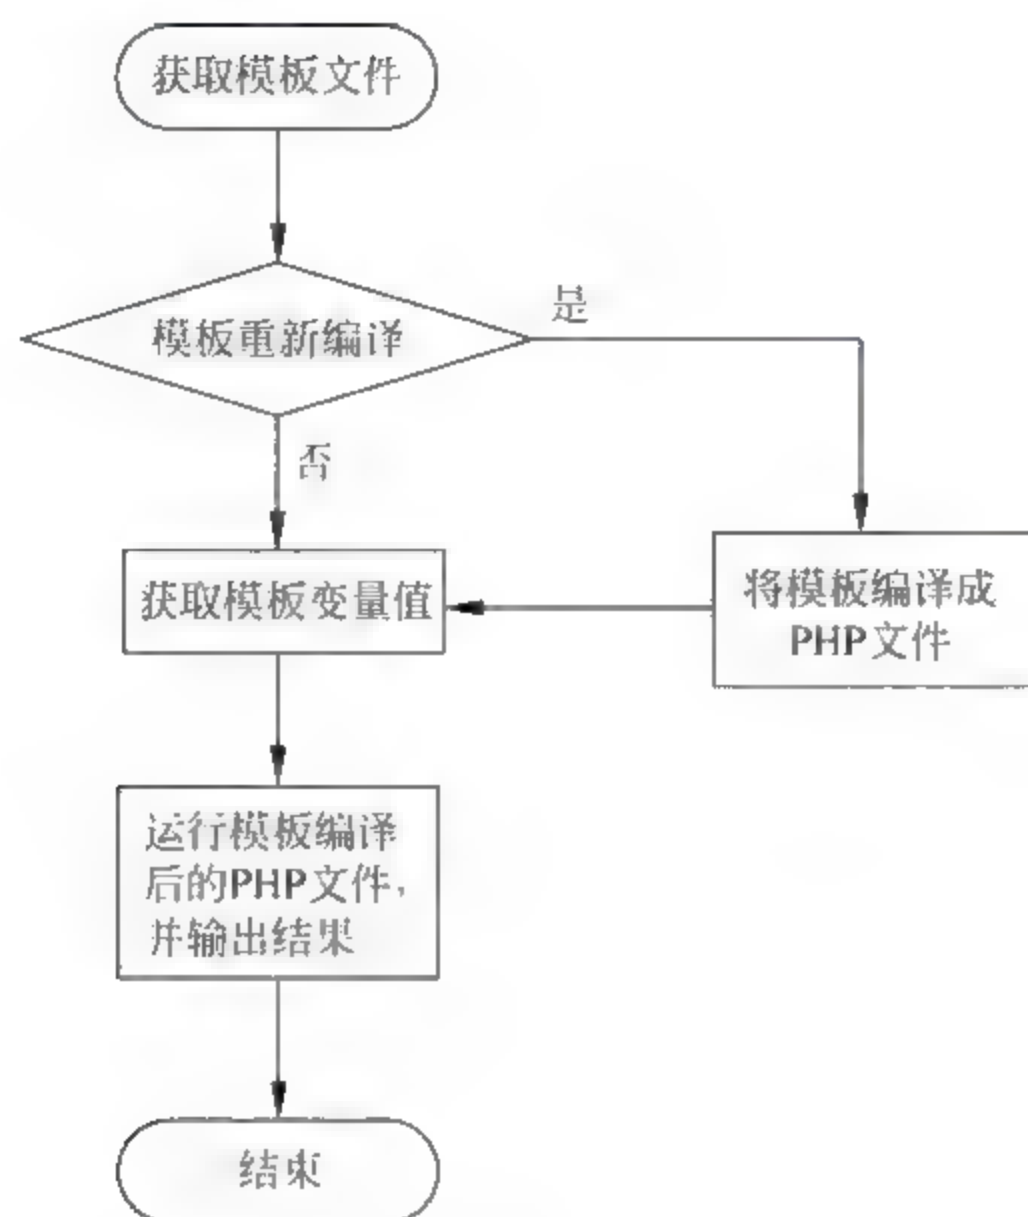 获取模板文件
模板重新编译
是
否
获取模板变量值
将模板编译成
PHP文件
运行模板编译
后的PHP文件,
并输出结果
结束